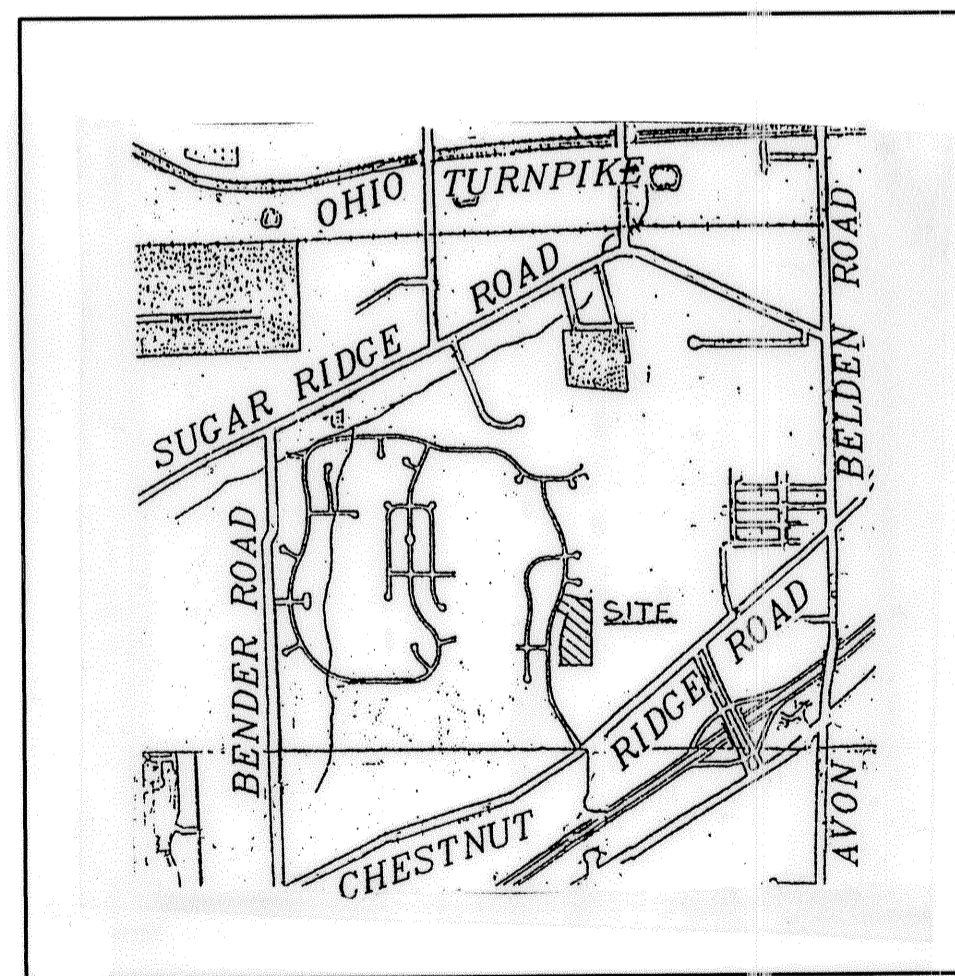 OHIO TURNPIKE
SUGAR RIDGE ROAD
AVON BELDEN ROAD
BENDER ROAD
SITE
CHESTNUT RIDGE ROAD